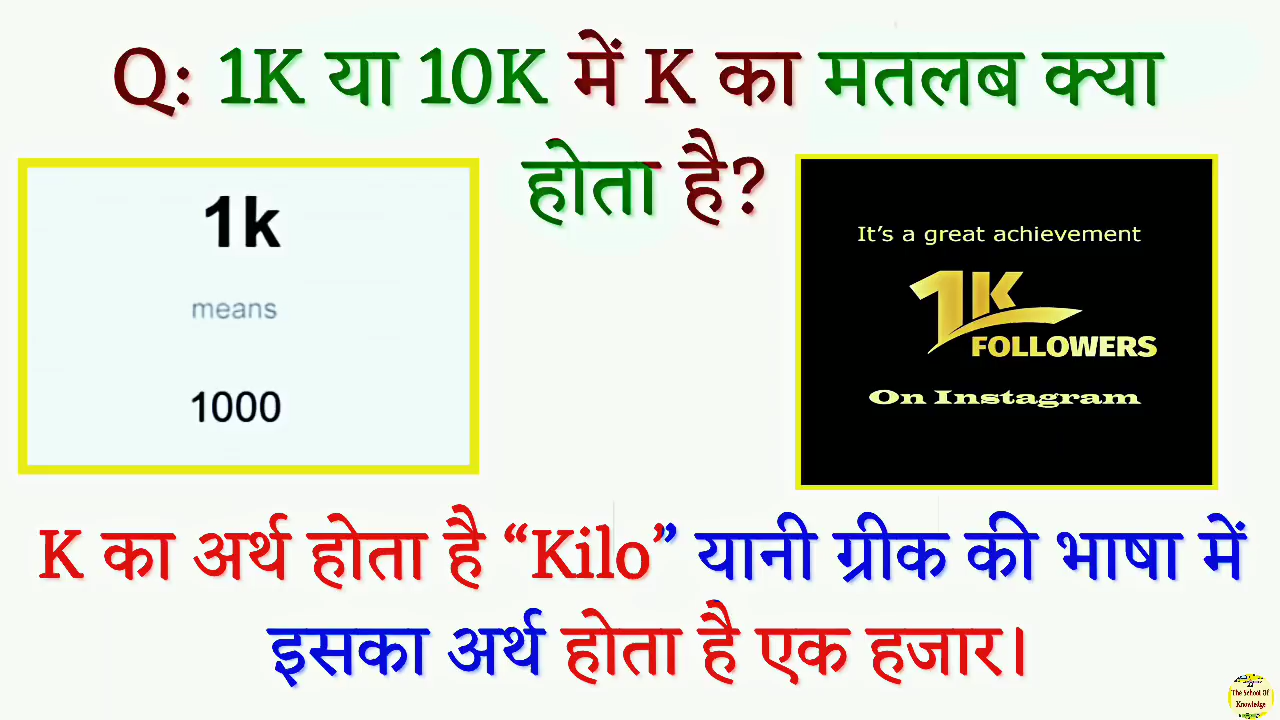 Q: 1K या 10K में K का मतलब क्या
होता है?
1k
means
1000
It's a great achievement
1K
FOLLOWERS
On Instagram
K का अर्थ होता है “Kilo” यानी ग्रीक की भाषा में
इसका अर्थ होता है एक हजार।
The School Of
Knowledge